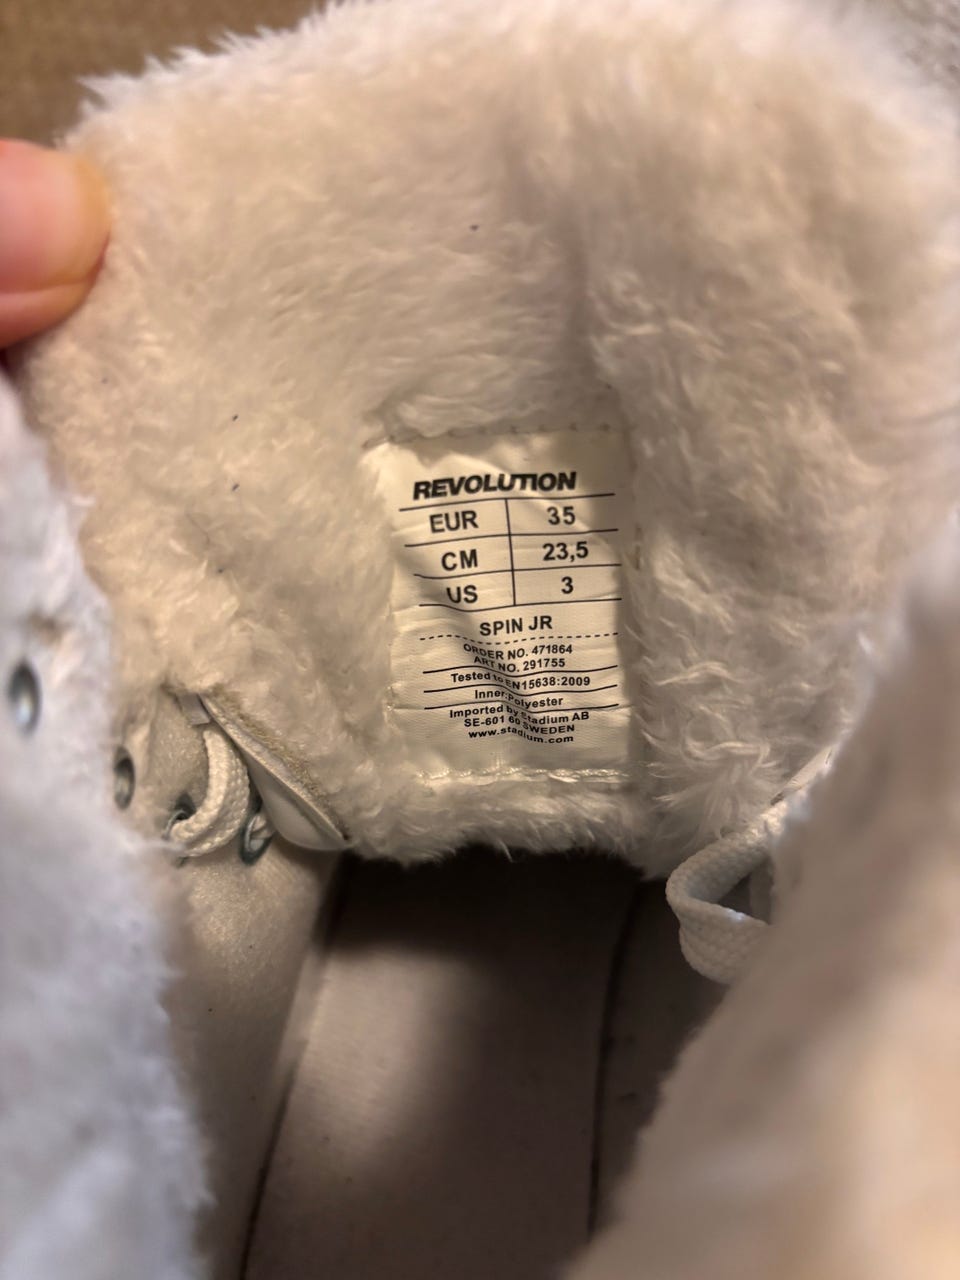 REVOLUTION
EUR 35
CM 23,5
US 3
SPIN JR
ORDER NO. 471864
ART NO. 291755
Tested to EN15638:2009
Inner:Polyester
Imported by Stadium AB
SE-601 60 SWEDEN
www.stadium.com